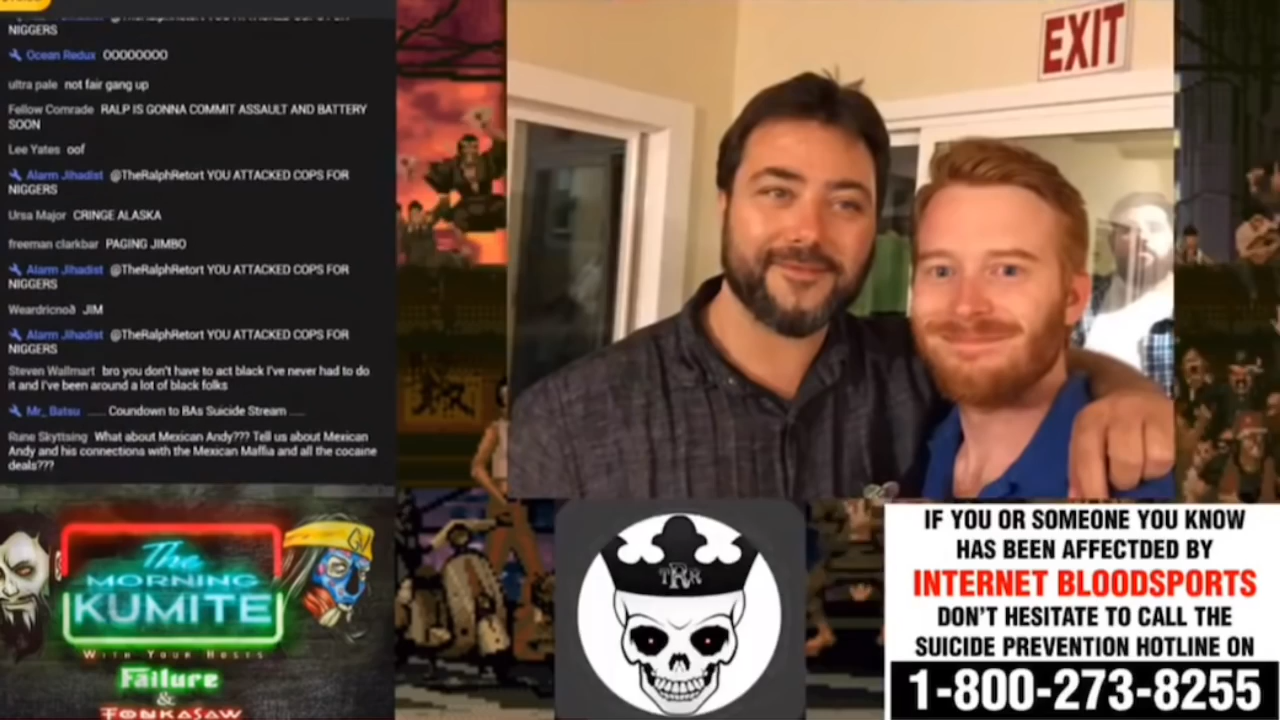 NIGGERS
Ocean Redux OOOOOOOO
ultra pale not fair gang up
Fellow Comrade RALP IS GONNA COMMIT ASSAULT AND BATTERY
SOON
Lee Yates oof
Alarm Jihadist @TheRalphRetort YOU ATTACKED COPS FOR
NIGGERS
Ursa Major CRINGE ALASKA
freeman clarkbar PAGING JIMBO
Alarm Jihadist @TheRalphRetort YOU ATTACKED COPS FOR
NIGGERS
Weardricnoð JIM
Alarm Jihadist @TheRalphRetort YOU ATTACKED COPS FOR
NIGGERS
Steven Wallmart bro you don't have to act black I've never had to do
it and I've been around a lot of black folks
Mr_ Batsu ...... Coundown to BAs Suicide Stream .....
Rune Skyttsing What about Mexican Andy??? Tell us about Mexican
Andy and his connections with the Mexican Maffia and all the cocaine
deals???
EXIT
The
MORNING
KUMITE
WITH YOUR HOSTS
Failure
&
TONKASAW
TRR
IF YOU OR SOMEONE YOU KNOW
HAS BEEN AFFECTDED BY
INTERNET BLOODSPORTS
DON'T HESITATE TO CALL THE
SUICIDE PREVENTION HOTLINE ON
1-800-273-8255